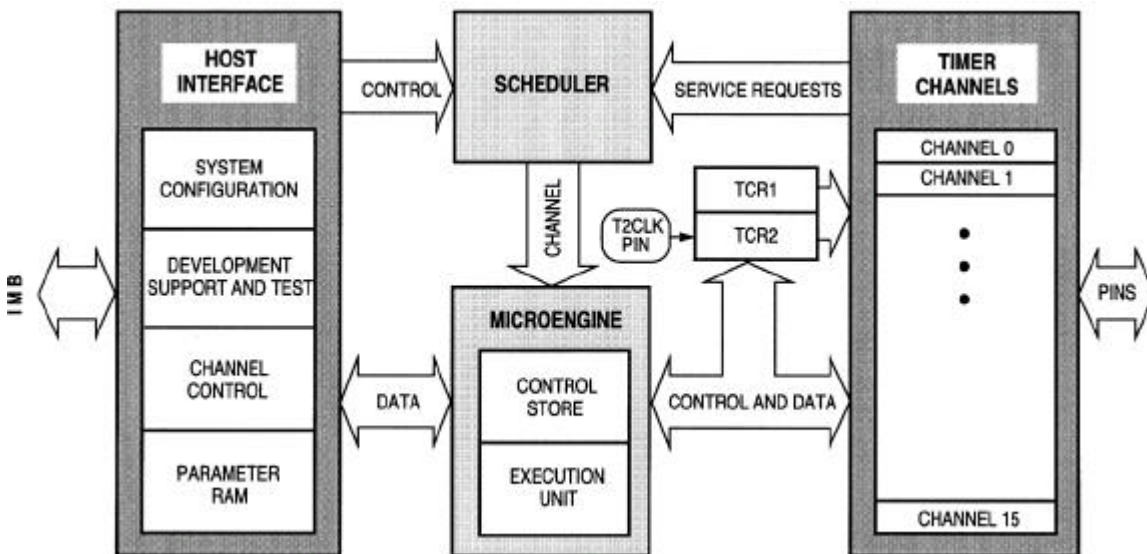 HOST
INTERFACE
SYSTEM
CONFIGURATION
DEVELOPMENT
SUPPORT AND TEST
CHANNEL
CONTROL
PARAMETER
RAM
IMB
CONTROL
DATA
SCHEDULER
CHANNEL
MICROENGINE
CONTROL
STORE
EXECUTION
UNIT
SERVICE REQUESTS
TCR1
TCR2
T2CLK
PIN
CONTROL AND DATA
TIMER
CHANNELS
CHANNEL 0
CHANNEL 1
CHANNEL 15
PINS